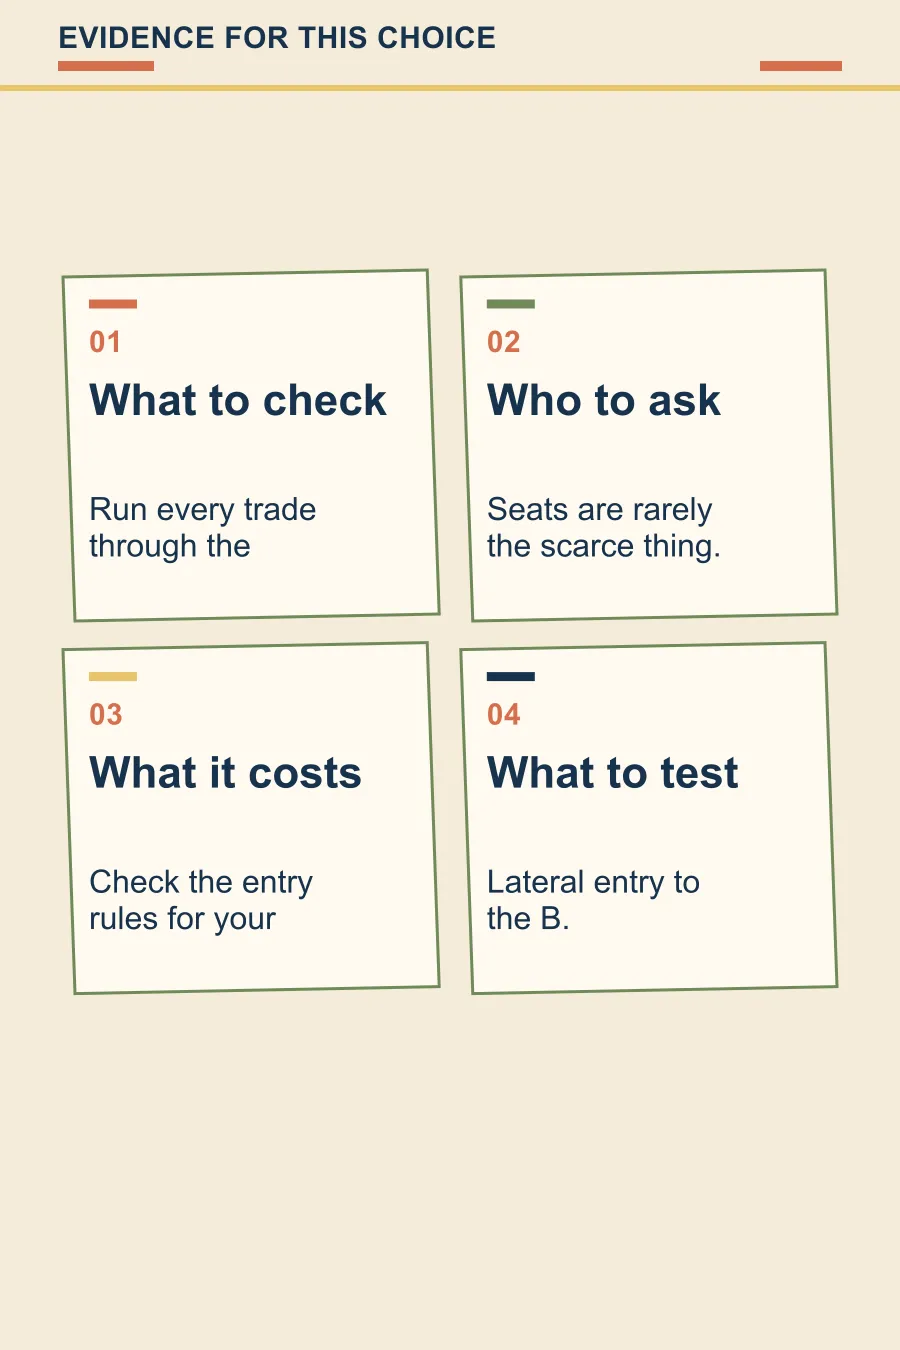 EVIDENCE FOR THIS CHOICE
01
What to check
Run every trade
through the
02
Who to ask
Seats are rarely
the scarce thing.
03
What it costs
Check the entry
rules for your
04
What to test
Lateral entry to
the B.